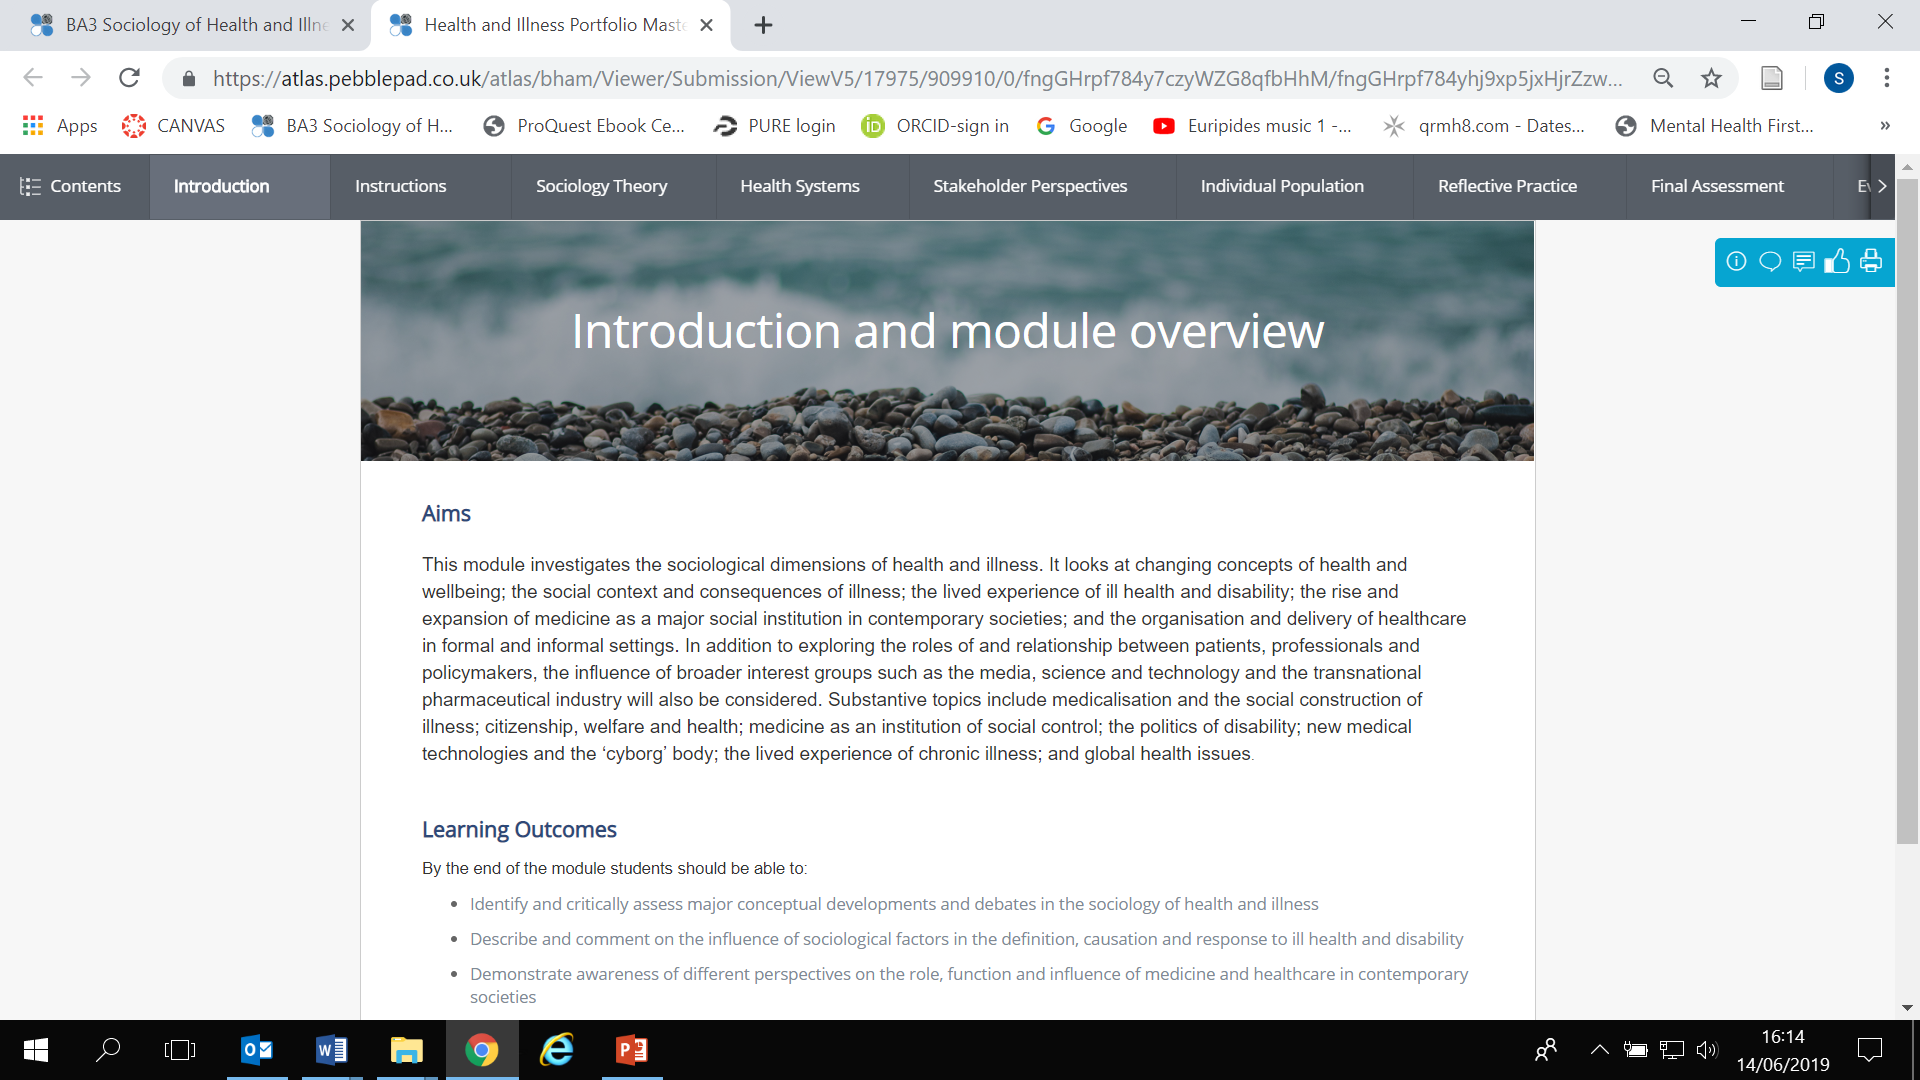 BA3 Sociology of Health and Illne
Health and Illness Portfolio Maste
https://atlas.pebblepad.co.uk/atlas/bham/Viewer/Submission/ViewV5/17975/909910/0/fngGHrpf784y7czyWZG8qfbHhM/fngGHrpf784yhj9xp5jxHjrZzw...
S
Apps CANVAS BA3 Sociology of H... ProQuest Ebook Ce... PURE login iD ORCID-sign in Google Euripides music 1 -... qrmh8.com - Dates... Mental Health First... »
Contents Introduction Instructions Sociology Theory Health Systems Stakeholder Perspectives Individual Population Reflective Practice Final Assessment
Introduction and module overview
Aims
This module investigates the sociological dimensions of health and illness. It looks at changing concepts of health and
wellbeing; the social context and consequences of illness; the lived experience of ill health and disability; the rise and
expansion of medicine as a major social institution in contemporary societies; and the organisation and delivery of healthcare
in formal and informal settings. In addition to exploring the roles of and relationship between patients, professionals and
policymakers, the influence of broader interest groups such as the media, science and technology and the transnational
pharmaceutical industry will also be considered. Substantive topics include medicalisation and the social construction of
illness; citizenship, welfare and health; medicine as an institution of social control; the politics of disability; new medical
technologies and the ‘cyborg’ body; the lived experience of chronic illness; and global health issues.
Learning Outcomes
By the end of the module students should be able to:
• Identify and critically assess major conceptual developments and debates in the sociology of health and illness
• Describe and comment on the influence of sociological factors in the definition, causation and response to ill health and disability
• Demonstrate awareness of different perspectives on the role, function and influence of medicine and healthcare in contemporary
societies
16:14
14/06/2019